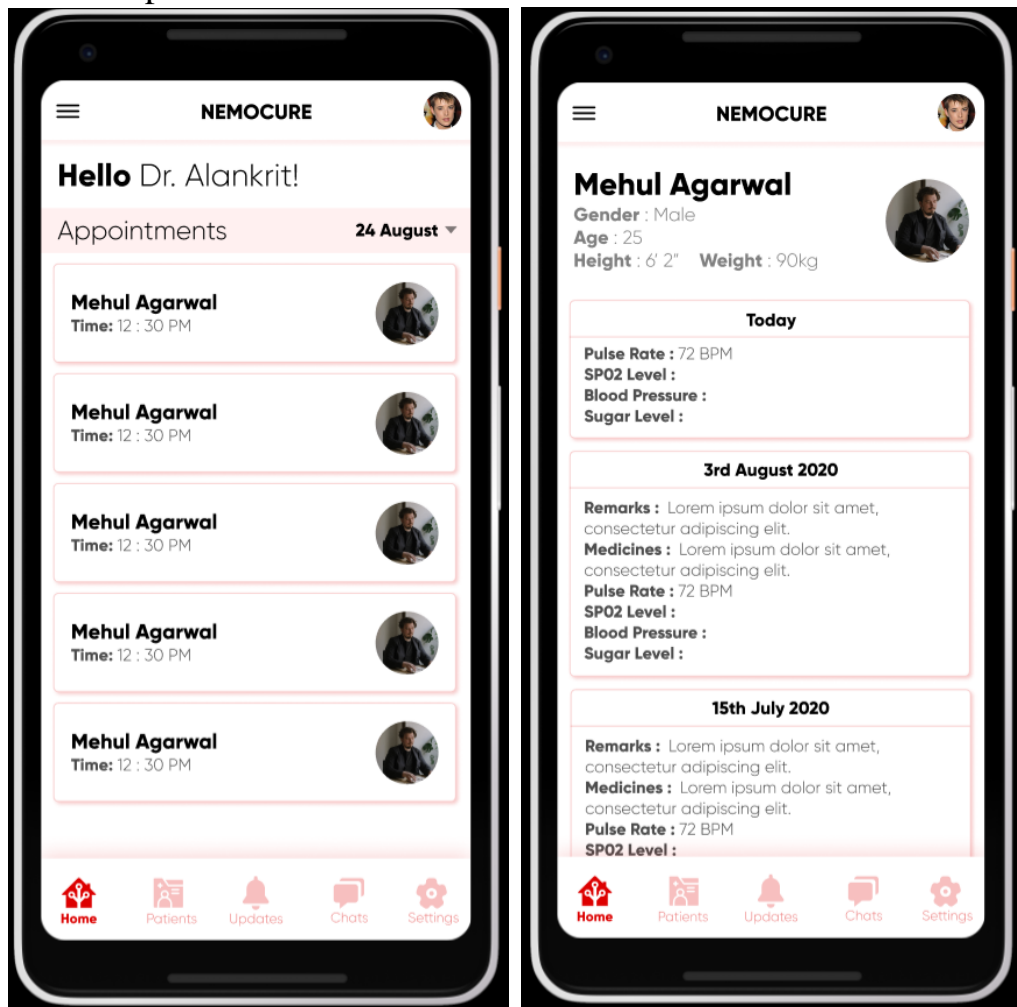 NEMOCURE
Hello Dr. Alankrit!
Appointments 24 August
Mehul Agarwal
Time: 12 : 30 PM
Mehul Agarwal
Time: 12 : 30 PM
Mehul Agarwal
Time: 12 : 30 PM
Mehul Agarwal
Time: 12 : 30 PM
Mehul Agarwal
Time: 12 : 30 PM
Home Patients Updates Chats Settings
NEMOCURE
Mehul Agarwal
Gender : Male
Age : 25
Height : 6' 2" Weight : 90kg
Today
Pulse Rate : 72 BPM
SP02 Level :
Blood Pressure :
Sugar Level :
3rd August 2020
Remarks : Lorem ipsum dolor sit amet,
consectetur adipiscing elit.
Medicines : Lorem ipsum dolor sit amet,
consectetur adipiscing elit.
Pulse Rate : 72 BPM
SP02 Level :
Blood Pressure :
Sugar Level :
15th July 2020
Remarks : Lorem ipsum dolor sit amet,
consectetur adipiscing elit.
Medicines : Lorem ipsum dolor sit amet,
consectetur adipiscing elit.
Pulse Rate : 72 BPM
SP02 Level :
Home Patients Updates Chats Settings